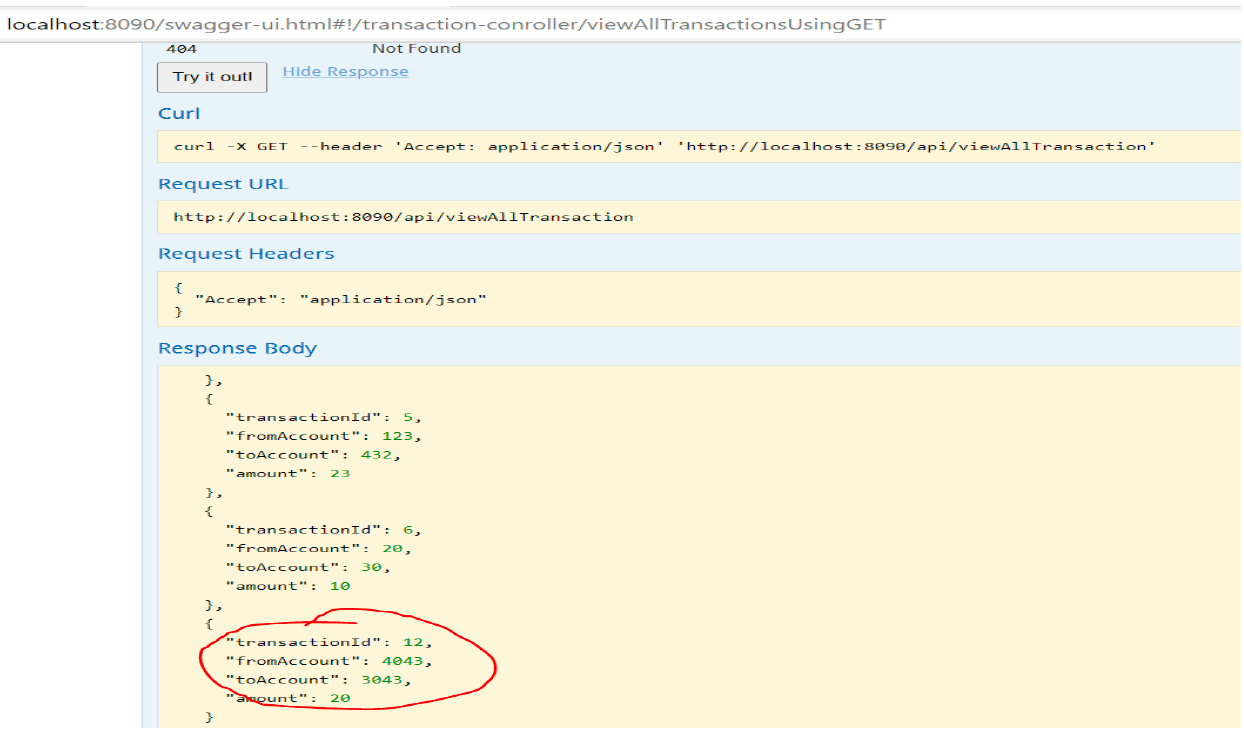 localhost:8090/swagger-ui.html#!/transaction-conroller/viewAllTransactionsUsingGET
404 Not Found
Try it out! Hide Response
Curl
curl -X GET --header 'Accept: application/json' 'http://localhost:8090/api/viewAllTransaction'
Request URL
http://localhost:8090/api/viewAllTransaction
Request Headers
{
"Accept": "application/json"
}
Response Body
},
{
"transactionId": 5,
"fromAccount": 123,
"toAccount": 432,
"amount": 23
},
{
"transactionId": 6,
"fromAccount": 20,
"toAccount": 30,
"amount": 10
},
{
"transactionId": 12,
"fromAccount": 4043,
"toAccount": 3043,
"amount": 20
}